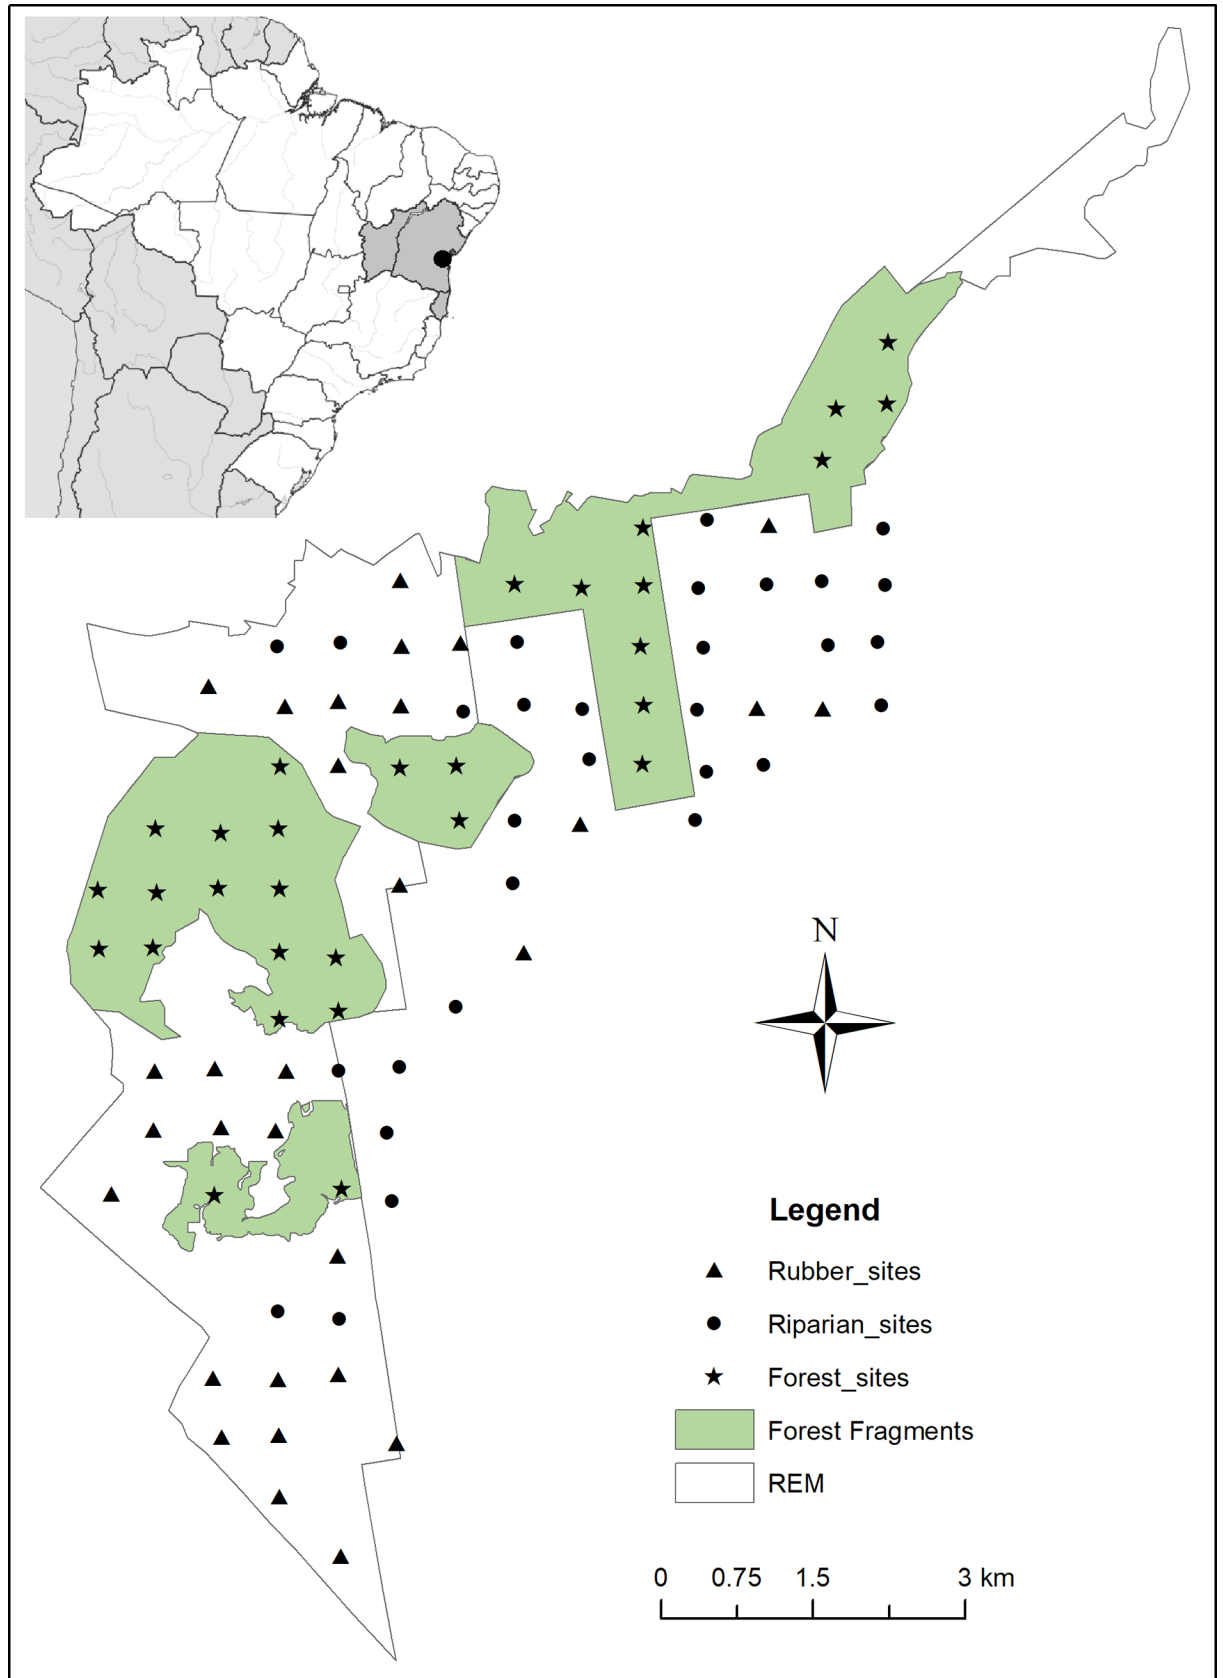 N
Legend
Rubber_sites
Riparian_sites
Forest_sites
Forest Fragments
REM
0 0.75 1.5 3 km